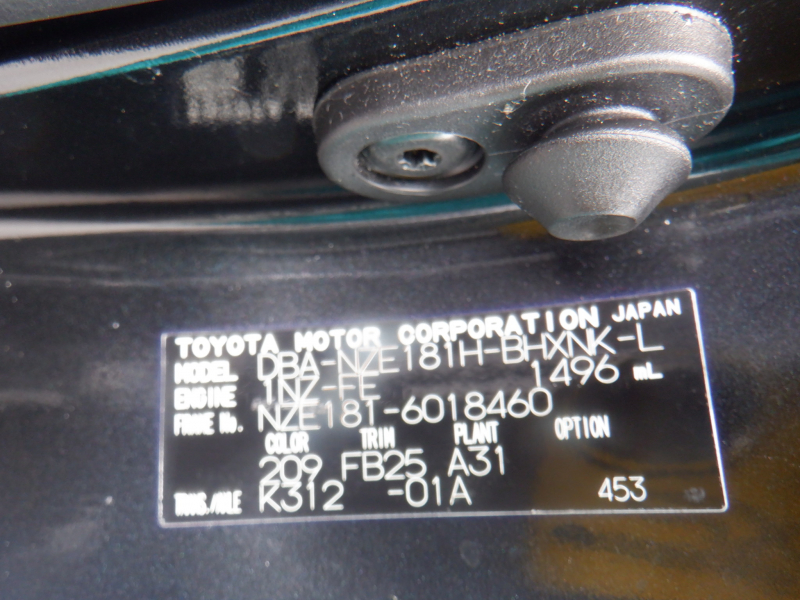 TOYOTA MOTOR CORPORATION JAPAN
MODEL DBA-NZE181H-BHXNK-L
ENGINE 1NZ-FE 1496 mL
FRAME No. NZE181-6018460
COLOR TRIM PLANT OPTION
209 FB25 A31
TRANS./AXLE K312 -01A 453